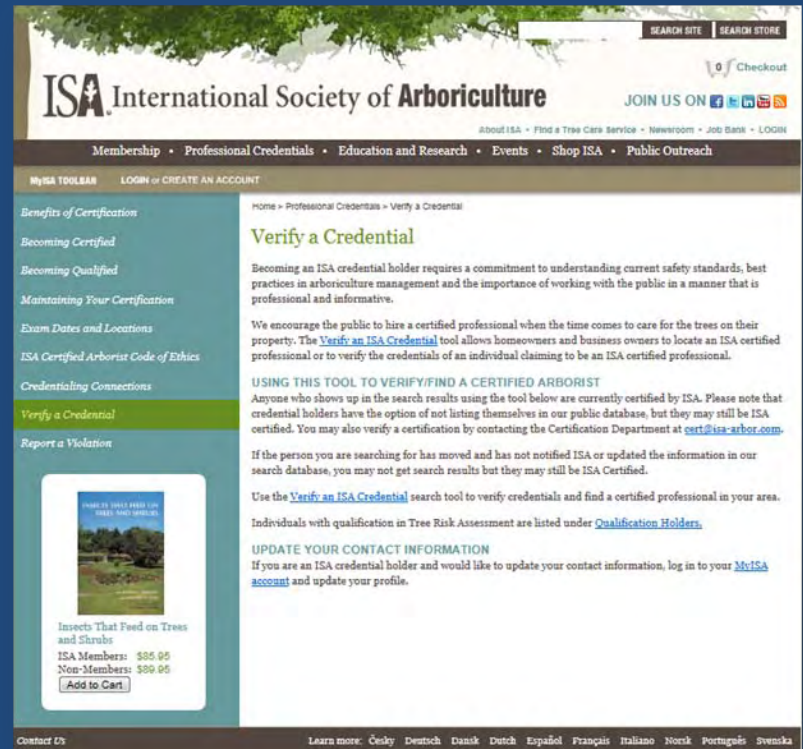 SEARCH SITE SEARCH STORE
0 Checkout
ISA International Society of Arboriculture
JOIN US ON
About ISA • Find a Tree Care Service • Newsroom • Job Bank • LOGIN
Membership • Professional Credentials • Education and Research • Events • Shop ISA • Public Outreach
MyISA TOOLBAR LOGIN or CREATE AN ACCOUNT
Benefits of Certification
Becoming Certified
Becoming Qualified
Maintaining Your Certification
Exam Dates and Locations
ISA Certified Arborist Code of Ethics
Credentialing Connections
Verify a Credential
Report a Violation
INSECTS THAT FEED ON
TREES AND SHRUBS
Insects That Feed on Trees
and Shrubs
ISA Members: $85.95
Non-Members: $89.95
Add to Cart
Home > Professional Credentials > Verify a Credential
Verify a Credential
Becoming an ISA credential holder requires a commitment to understanding current safety standards, best
practices in arboriculture management and the importance of working with the public in a manner that is
professional and informative.
We encourage the public to hire a certified professional when the time comes to care for the trees on their
property. The Verify an ISA Credential tool allows homeowners and business owners to locate an ISA certified
professional or to verify the credentials of an individual claiming to be an ISA certified professional.
USING THIS TOOL TO VERIFY/FIND A CERTIFIED ARBORIST
Anyone who shows up in the search results using the tool below are currently certified by ISA. Please note that
credential holders have the option of not listing themselves in our public database, but they may still be ISA
certified. You may also verify a certification by contacting the Certification Department at cert@isa-arbor.com.
If the person you are searching for has moved and has not notified ISA or updated the information in our
search database, you may not get search results but they may still be ISA Certified.
Use the Verify an ISA Credential search tool to verify credentials and find a certified professional in your area.
Individuals with qualification in Tree Risk Assessment are listed under Qualification Holders.
UPDATE YOUR CONTACT INFORMATION
If you are an ISA credential holder and would like to update your contact information, log in to your MyISA
account and update your profile.
Contact Us
Learn more: Česky Deutsch Dansk Dutch Español Français Italiano Norsk Português Svenska